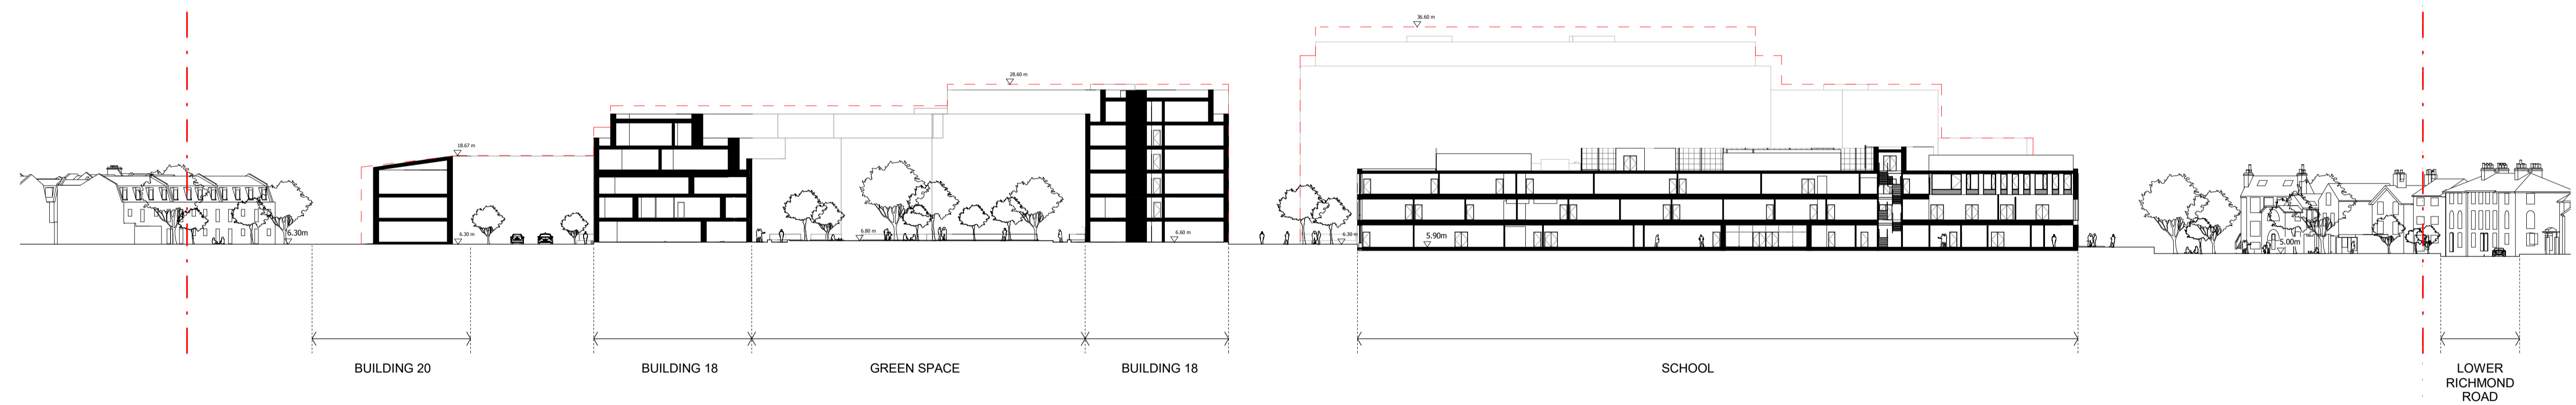 36.60 m
28.60 m
18.67 m
6.30m
6.30 m
6.80 m
6.60 m
6.30 m
5.90m
5.00m
BUILDING 20
BUILDING 18
GREEN SPACE
BUILDING 18
SCHOOL
LOWER
RICHMOND
ROAD